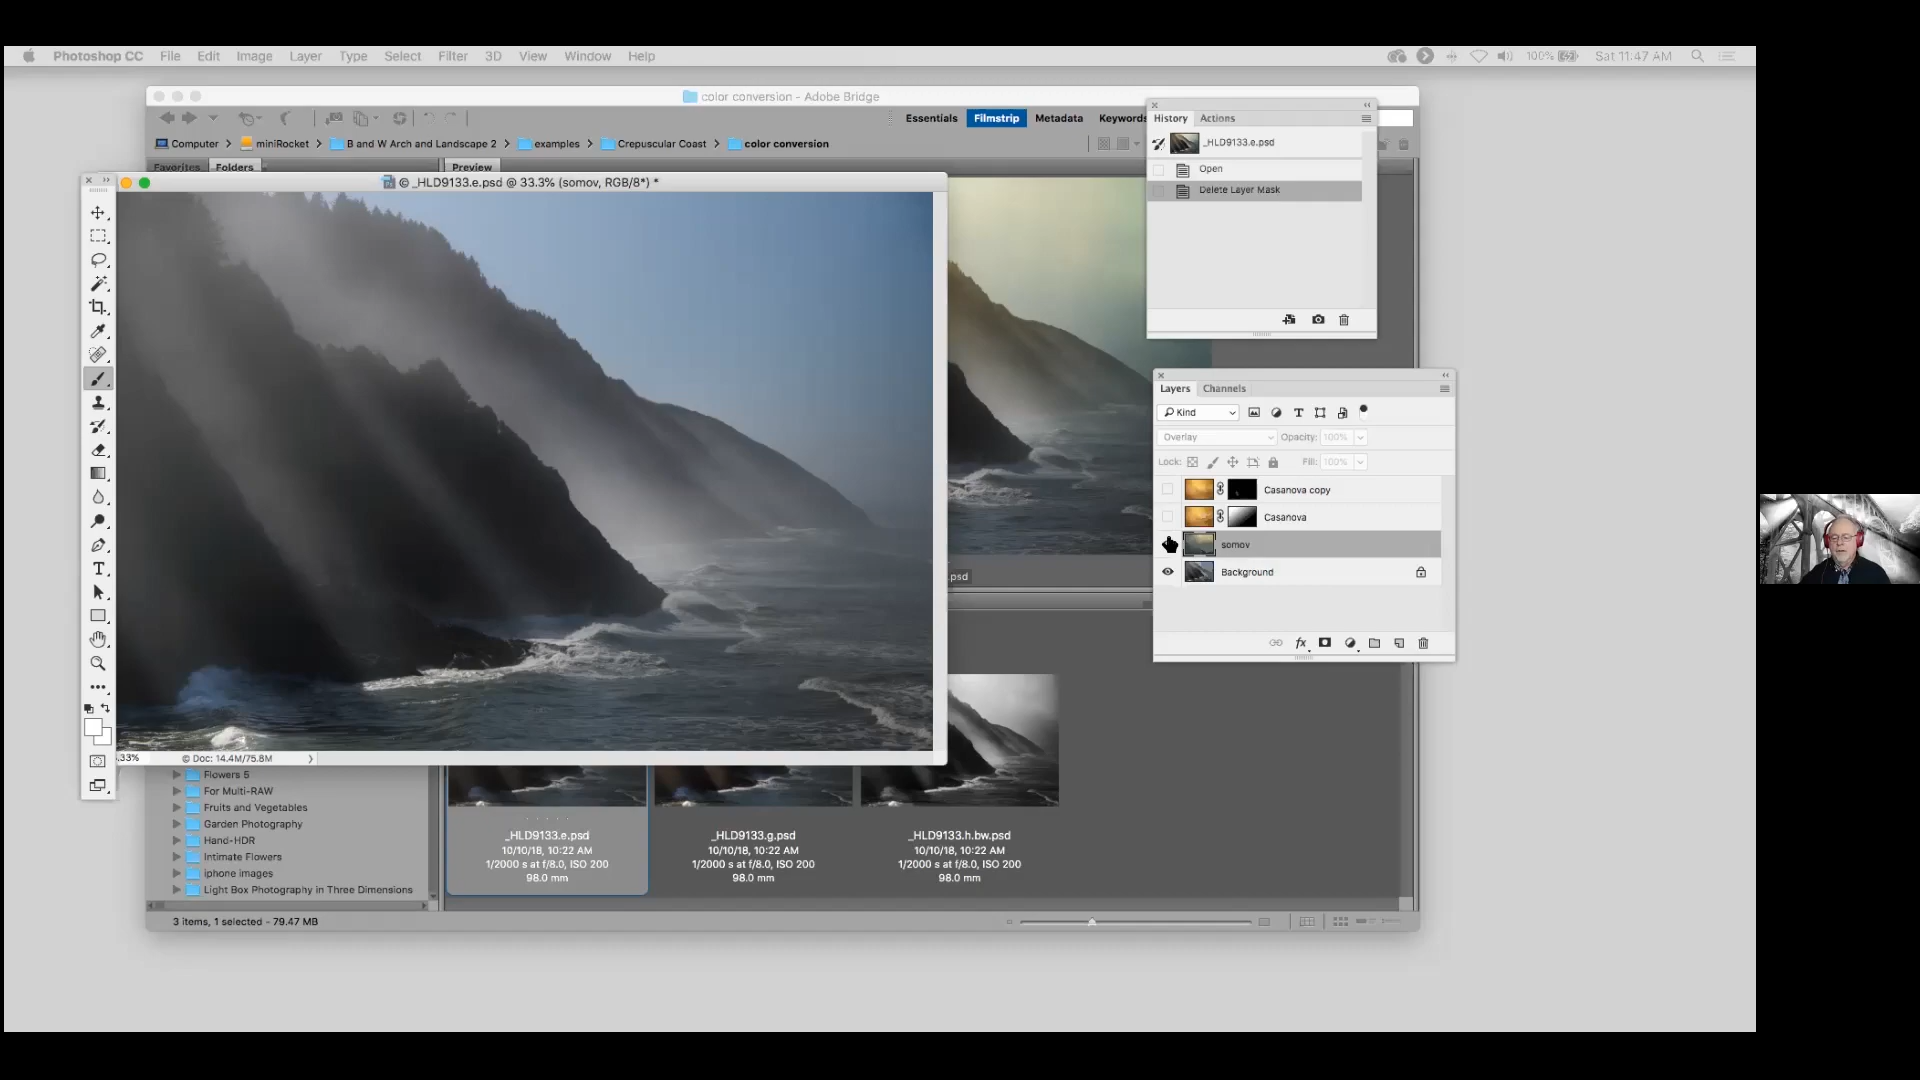 Photoshop CC File Edit Image Layer Type Select Filter 3D View Window Help 100% Sat 11:47 AM
color conversion - Adobe Bridge
Essentials Filmstrip Metadata Keywords
Computer miniRocket B and W Arch and Landscape 2 examples Crepuscular Coast color conversion
Favorites Folders Preview
© _HLD9133.e.psd @ 33.3% (somov, RGB/8*) *
History Actions
_HLD9133.e.psd
Open
Delete Layer Mask
Layers Channels
Kind
Overlay Opacity: 100%
Lock: Fill: 100%
Casanova copy
Casanova
somov
Background
fx
.psd
.33% © Doc: 14.4M/75.8M
Flowers 5
For Multi-RAW
Fruits and Vegetables
Garden Photography
Hand-HDR
Intimate Flowers
iphone images
Light Box Photography in Three Dimensions
_HLD9133.e.psd
10/10/18, 10:22 AM
1/2000 s at f/8.0, ISO 200
98.0 mm
_HLD9133.g.psd
10/10/18, 10:22 AM
1/2000 s at f/8.0, ISO 200
98.0 mm
_HLD9133.h.bw.psd
10/10/18, 10:22 AM
1/2000 s at f/8.0, ISO 200
98.0 mm
3 items, 1 selected - 79.47 MB